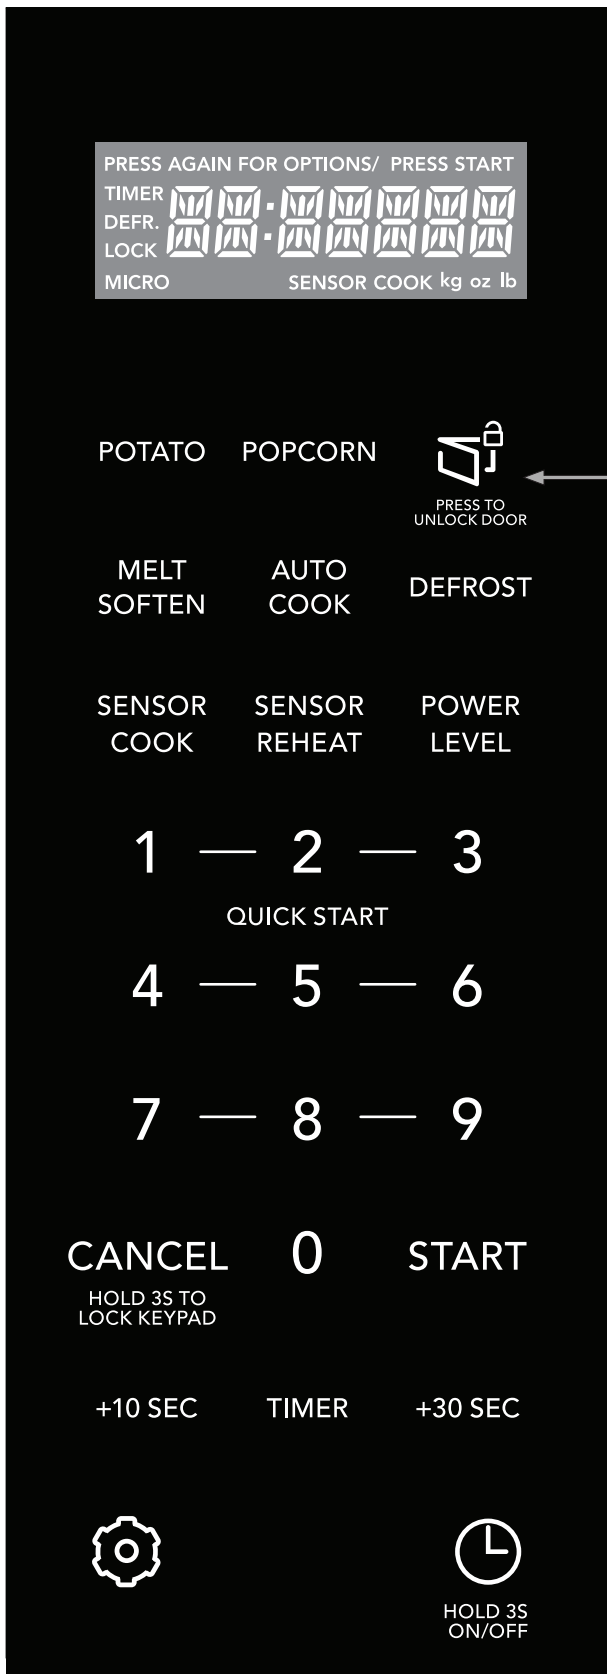 PRESS AGAIN FOR OPTIONS/ PRESS START
TIMER
DEFR.
LOCK
MICRO SENSOR COOK kg oz lb
POTATO POPCORN
PRESS TO
UNLOCK DOOR
MELT AUTO
SOFTEN COOK DEFROST
SENSOR SENSOR POWER
COOK REHEAT LEVEL
1 — 2 — 3
QUICK START
4 — 5 — 6
7 — 8 — 9
CANCEL 0 START
HOLD 3S TO
LOCK KEYPAD
+10 SEC TIMER +30 SEC
HOLD 3S
ON/OFF